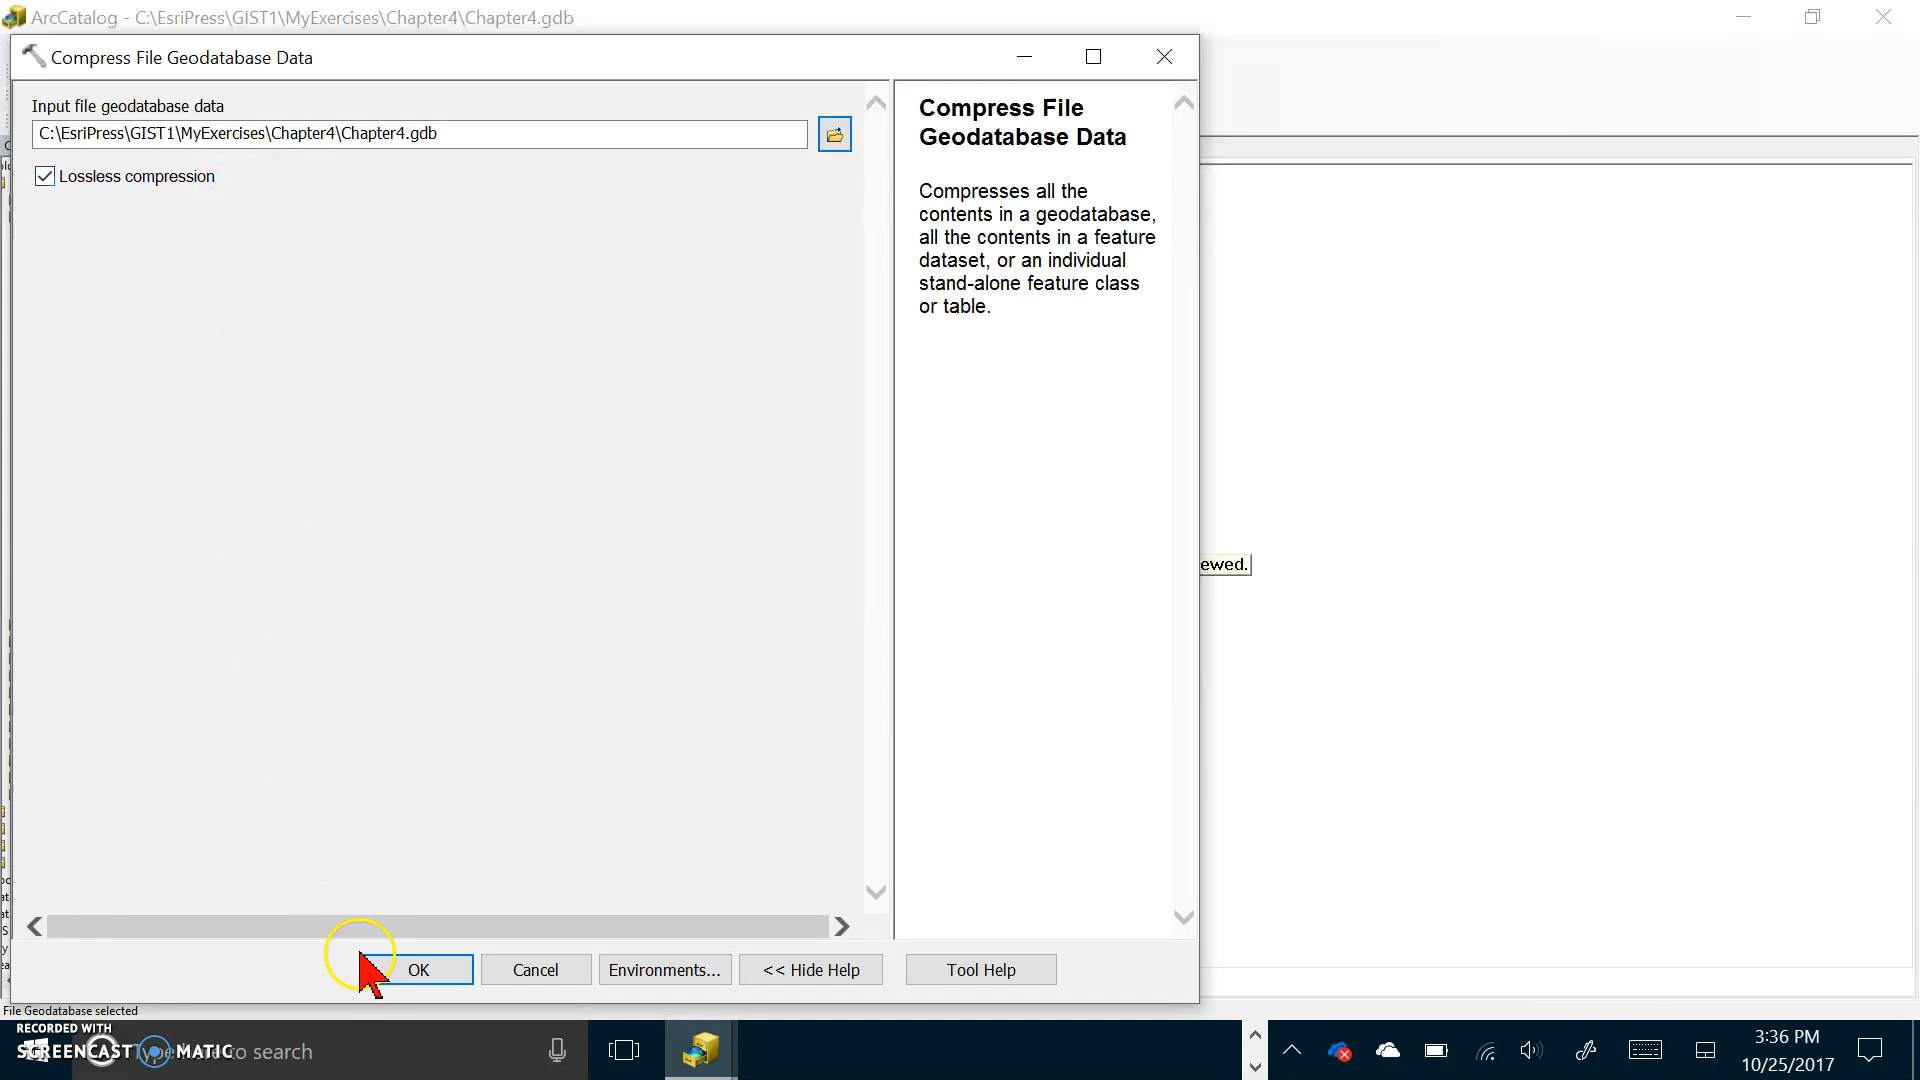 ArcCatalog - C:\EsriPress\GIST1\MyExercises\Chapter4\Chapter4.gdb
Compress File Geodatabase Data
Input file geodatabase data
C:\EsriPress\GIST1\MyExercises\Chapter4\Chapter4.gdb
Lossless compression
Compress File
Geodatabase Data
Compresses all the
contents in a geodatabase,
all the contents in a feature
dataset, or an individual
stand-alone feature class
or table.
ewed.
OK
Cancel
Environments...
<< Hide Help
Tool Help
File Geodatabase selected
RECORDED WITH
SCREENCAST MATIC
to search
3:36 PM
10/25/2017